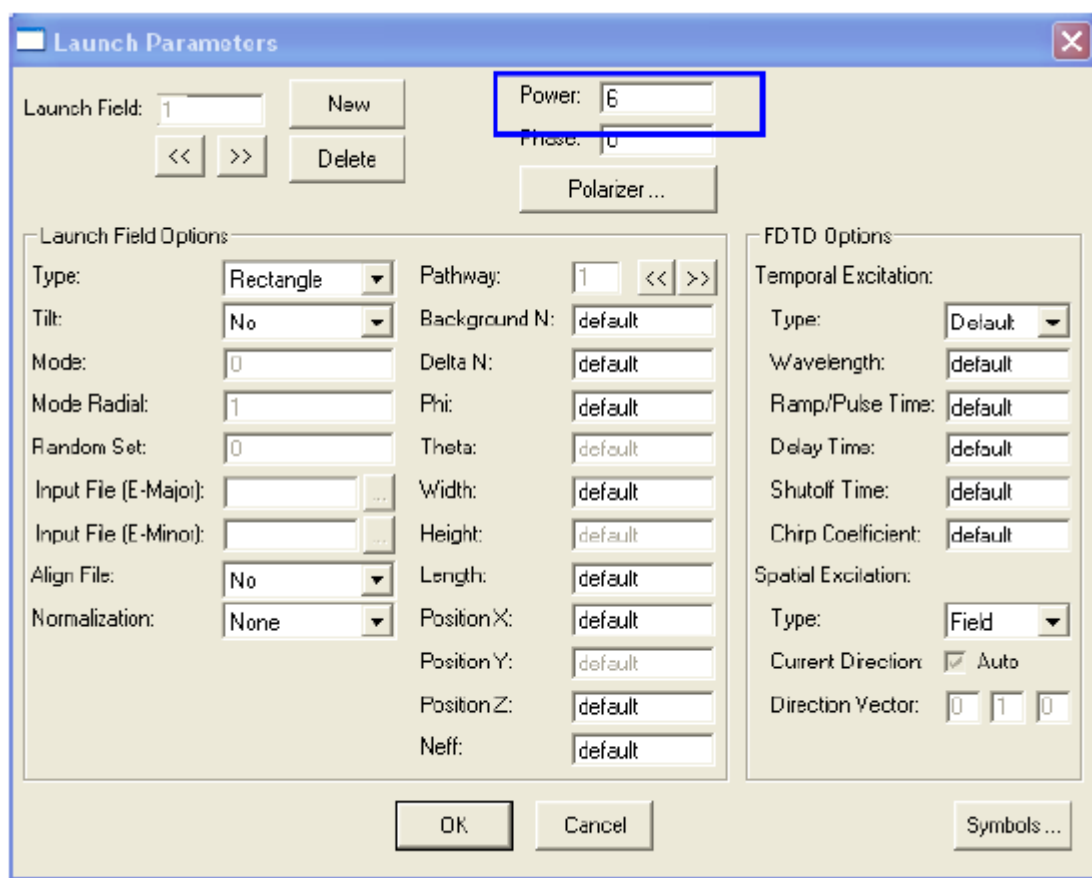 Launch Parameters
Launch Field: 1 New Power: 6
<< >> Delete Phase: 0
Polarizer ...
Launch Field Options FDTD Options
Type: Rectangle Pathway: 1 << >> Temporal Excitation:
Tilt: No Background N: default Type: Default
Mode: 0 Delta N: default Wavelength: default
Mode Radial: 1 Phi: default Ramp/Pulse Time: default
Random Set: 0 Theta: default Delay Time: default
Input File (E-Major): ... Width: default Shutoff Time: default
Input File (E-Minor): ... Height: default Chirp Coefficient: default
Align File: No Length: default Spatial Excitation:
Normalization: None Position X: default Type: Field
Position Y: default Current Direction: Auto
Position Z: default Direction Vector: 0 1 0
Neff: default
OK Cancel Symbols ...